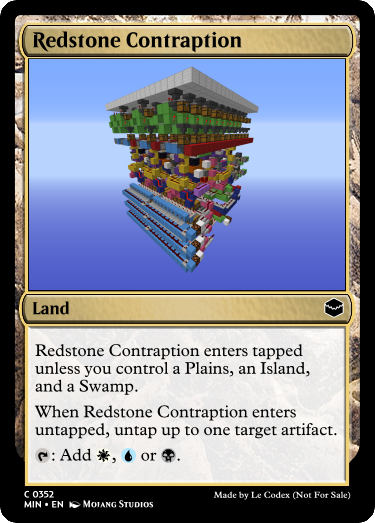 Redstone Contraption
Land
Redstone Contraption enters tapped
unless you control a Plains, an Island,
and a Swamp.
When Redstone Contraption enters
untapped, untap up to one target artifact.
: Add , or .
C 0352
MIN • EN Mojang Studios
Made by Le Codex (Not For Sale)